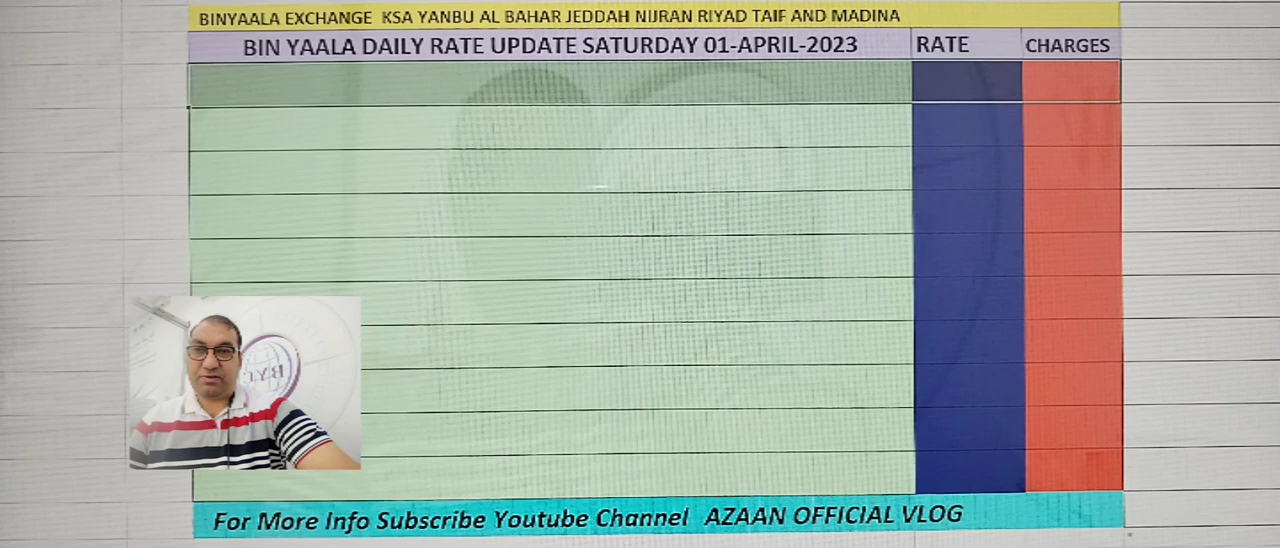 BINYAALA EXCHANGE KSA YANBU AL BAHAR JEDDAH NIJRAN RIYAD TAIF AND MADINA
BIN YAALA DAILY RATE UPDATE SATURDAY 01-APRIL-2023 RATE CHARGES
For More Info Subscribe Youtube Channel AZAAN OFFICIAL VLOG